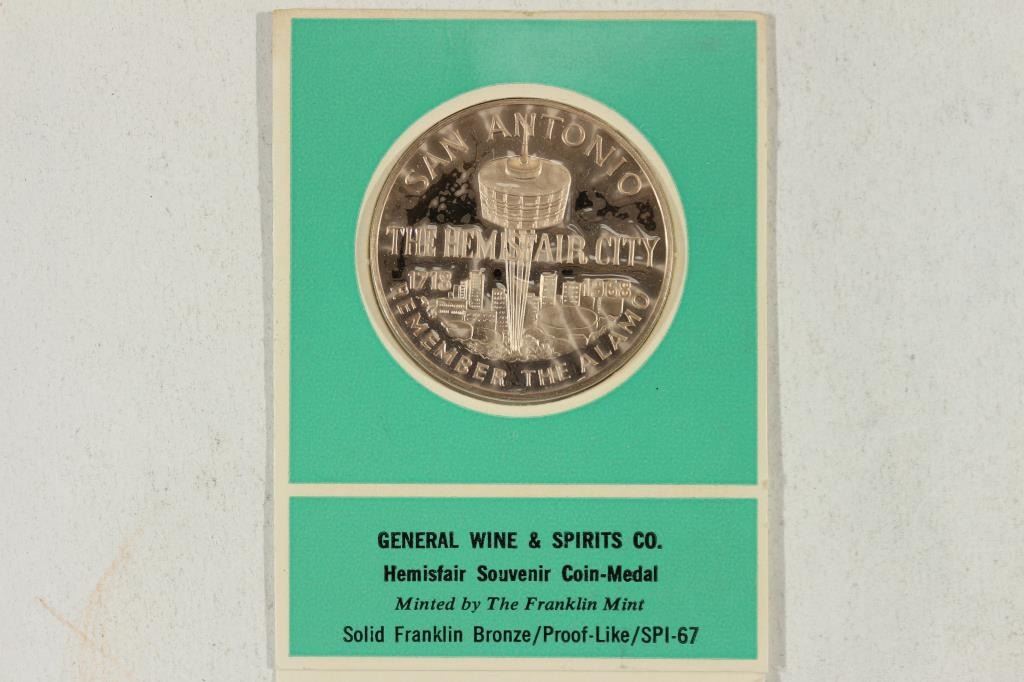 SAN ANTONIO
THE HEMISFAIR CITY
1718 1968
REMEMBER THE ALAMO
GENERAL WINE & SPIRITS CO.
Hemisfair Souvenir Coin-Medal
Minted by The Franklin Mint
Solid Franklin Bronze/Proof-Like/SPI-67